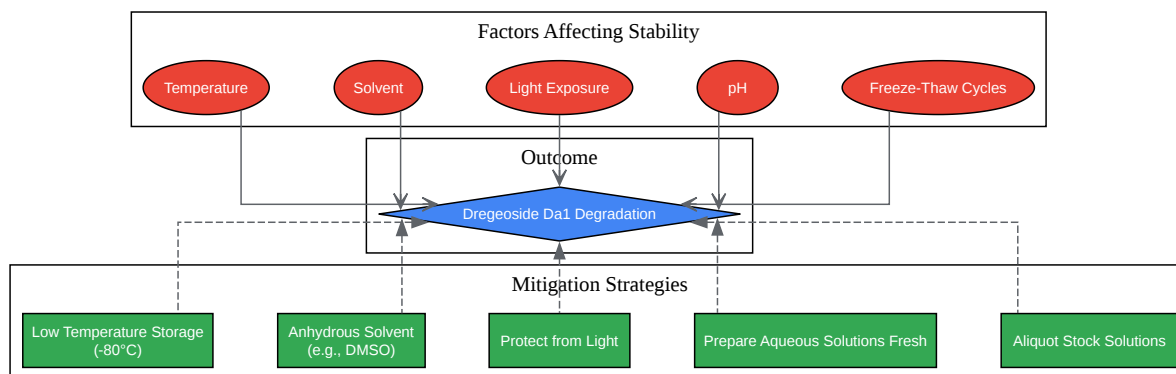 Factors Affecting Stability
Temperature
Solvent
Light Exposure
pH
Freeze-Thaw Cycles
Outcome
Dregeoside Da1 Degradation
Mitigation Strategies
Low Temperature Storage
(-80°C)
Anhydrous Solvent
(e.g., DMSO)
Protect from Light
Prepare Aqueous Solutions Fresh
Aliquot Stock Solutions